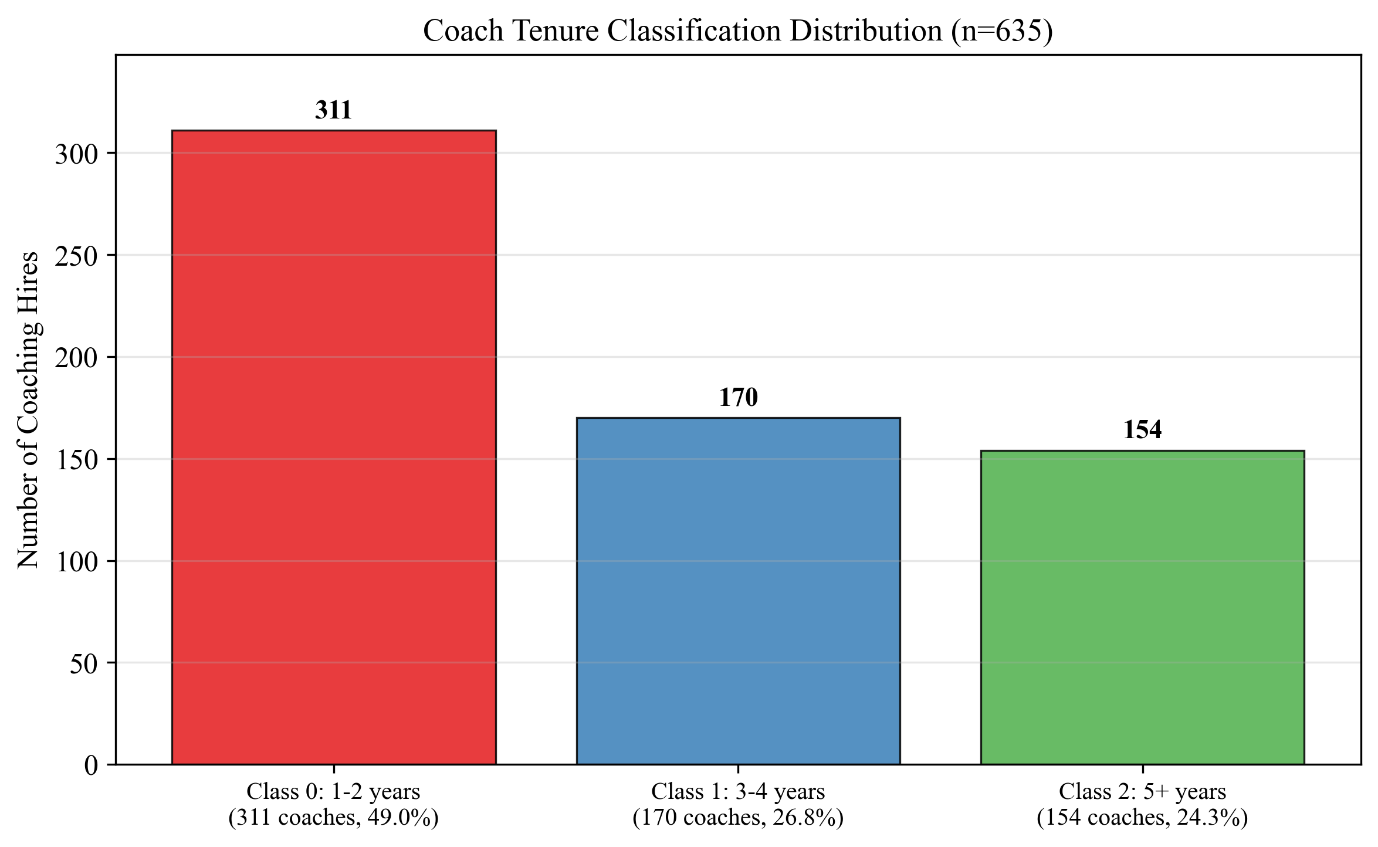 Coach Tenure Classification Distribution (n=635)
Number of Coaching Hires
300
250
200
150
100
50
0
311
170
154
Class 0: 1-2 years
(311 coaches, 49.0%)
Class 1: 3-4 years
(170 coaches, 26.8%)
Class 2: 5+ years
(154 coaches, 24.3%)